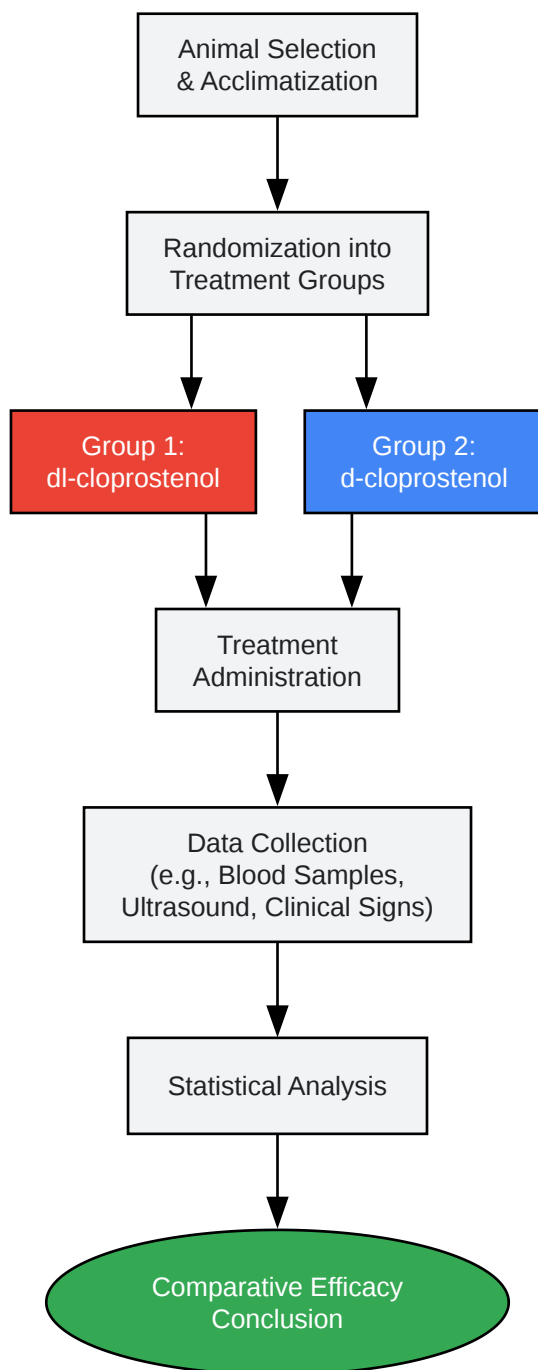 Animal Selection
& Acclimatization
Randomization into
Treatment Groups
Group 1:
dl-cloprostenol
Group 2:
d-cloprostenol
Treatment
Administration
Data Collection
(e.g., Blood Samples,
Ultrasound, Clinical Signs)
Statistical Analysis
Comparative Efficacy
Conclusion